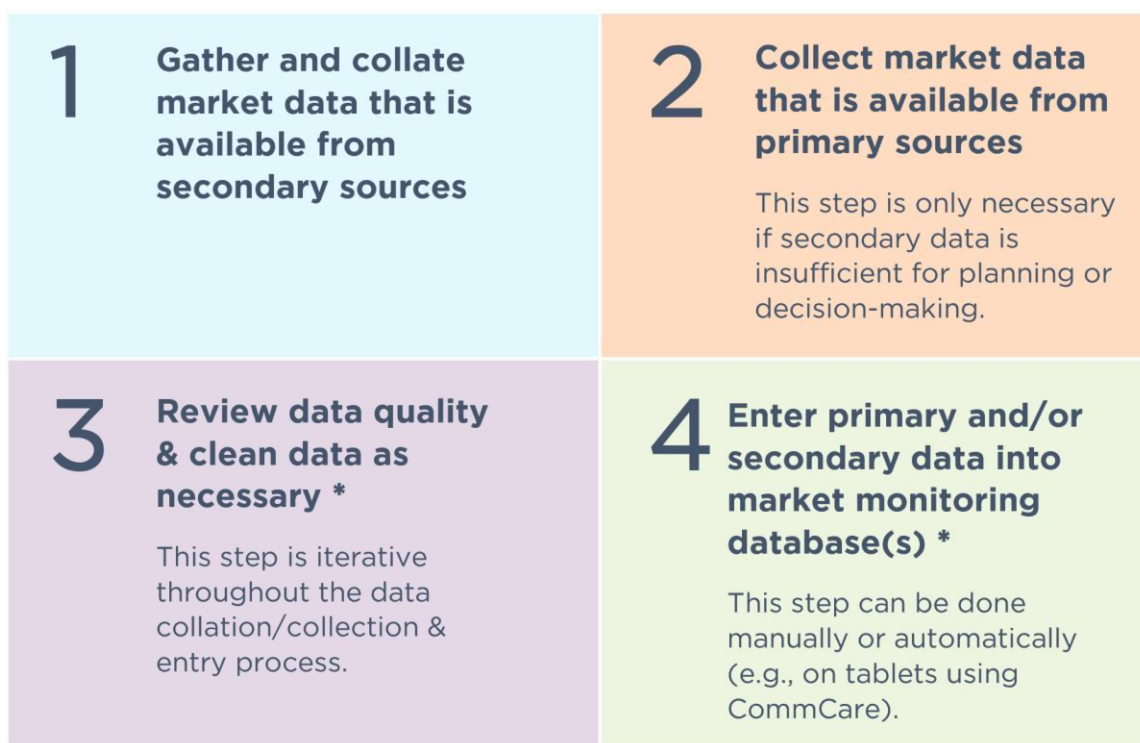 1
Gather and collate
market data that is
available from
secondary sources
2
Collect market data
that is available from
primary sources
This step is only necessary
if secondary data is
insufficient for planning or
decision-making.
3
Review data quality
& clean data as
necessary *
This step is iterative
throughout the data
collation/collection &
entry process.
4
Enter primary and/or
secondary data into
market monitoring
database(s) *
This step can be done
manually or automatically
(e.g., on tablets using
CommCare).